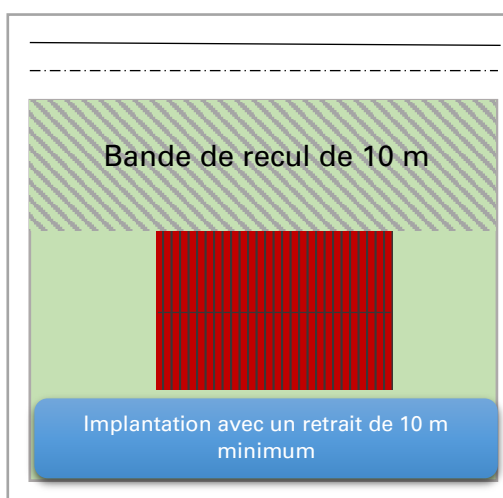 Bande de recul de 10 m
Implantation avec un retrait de 10 m
minimum